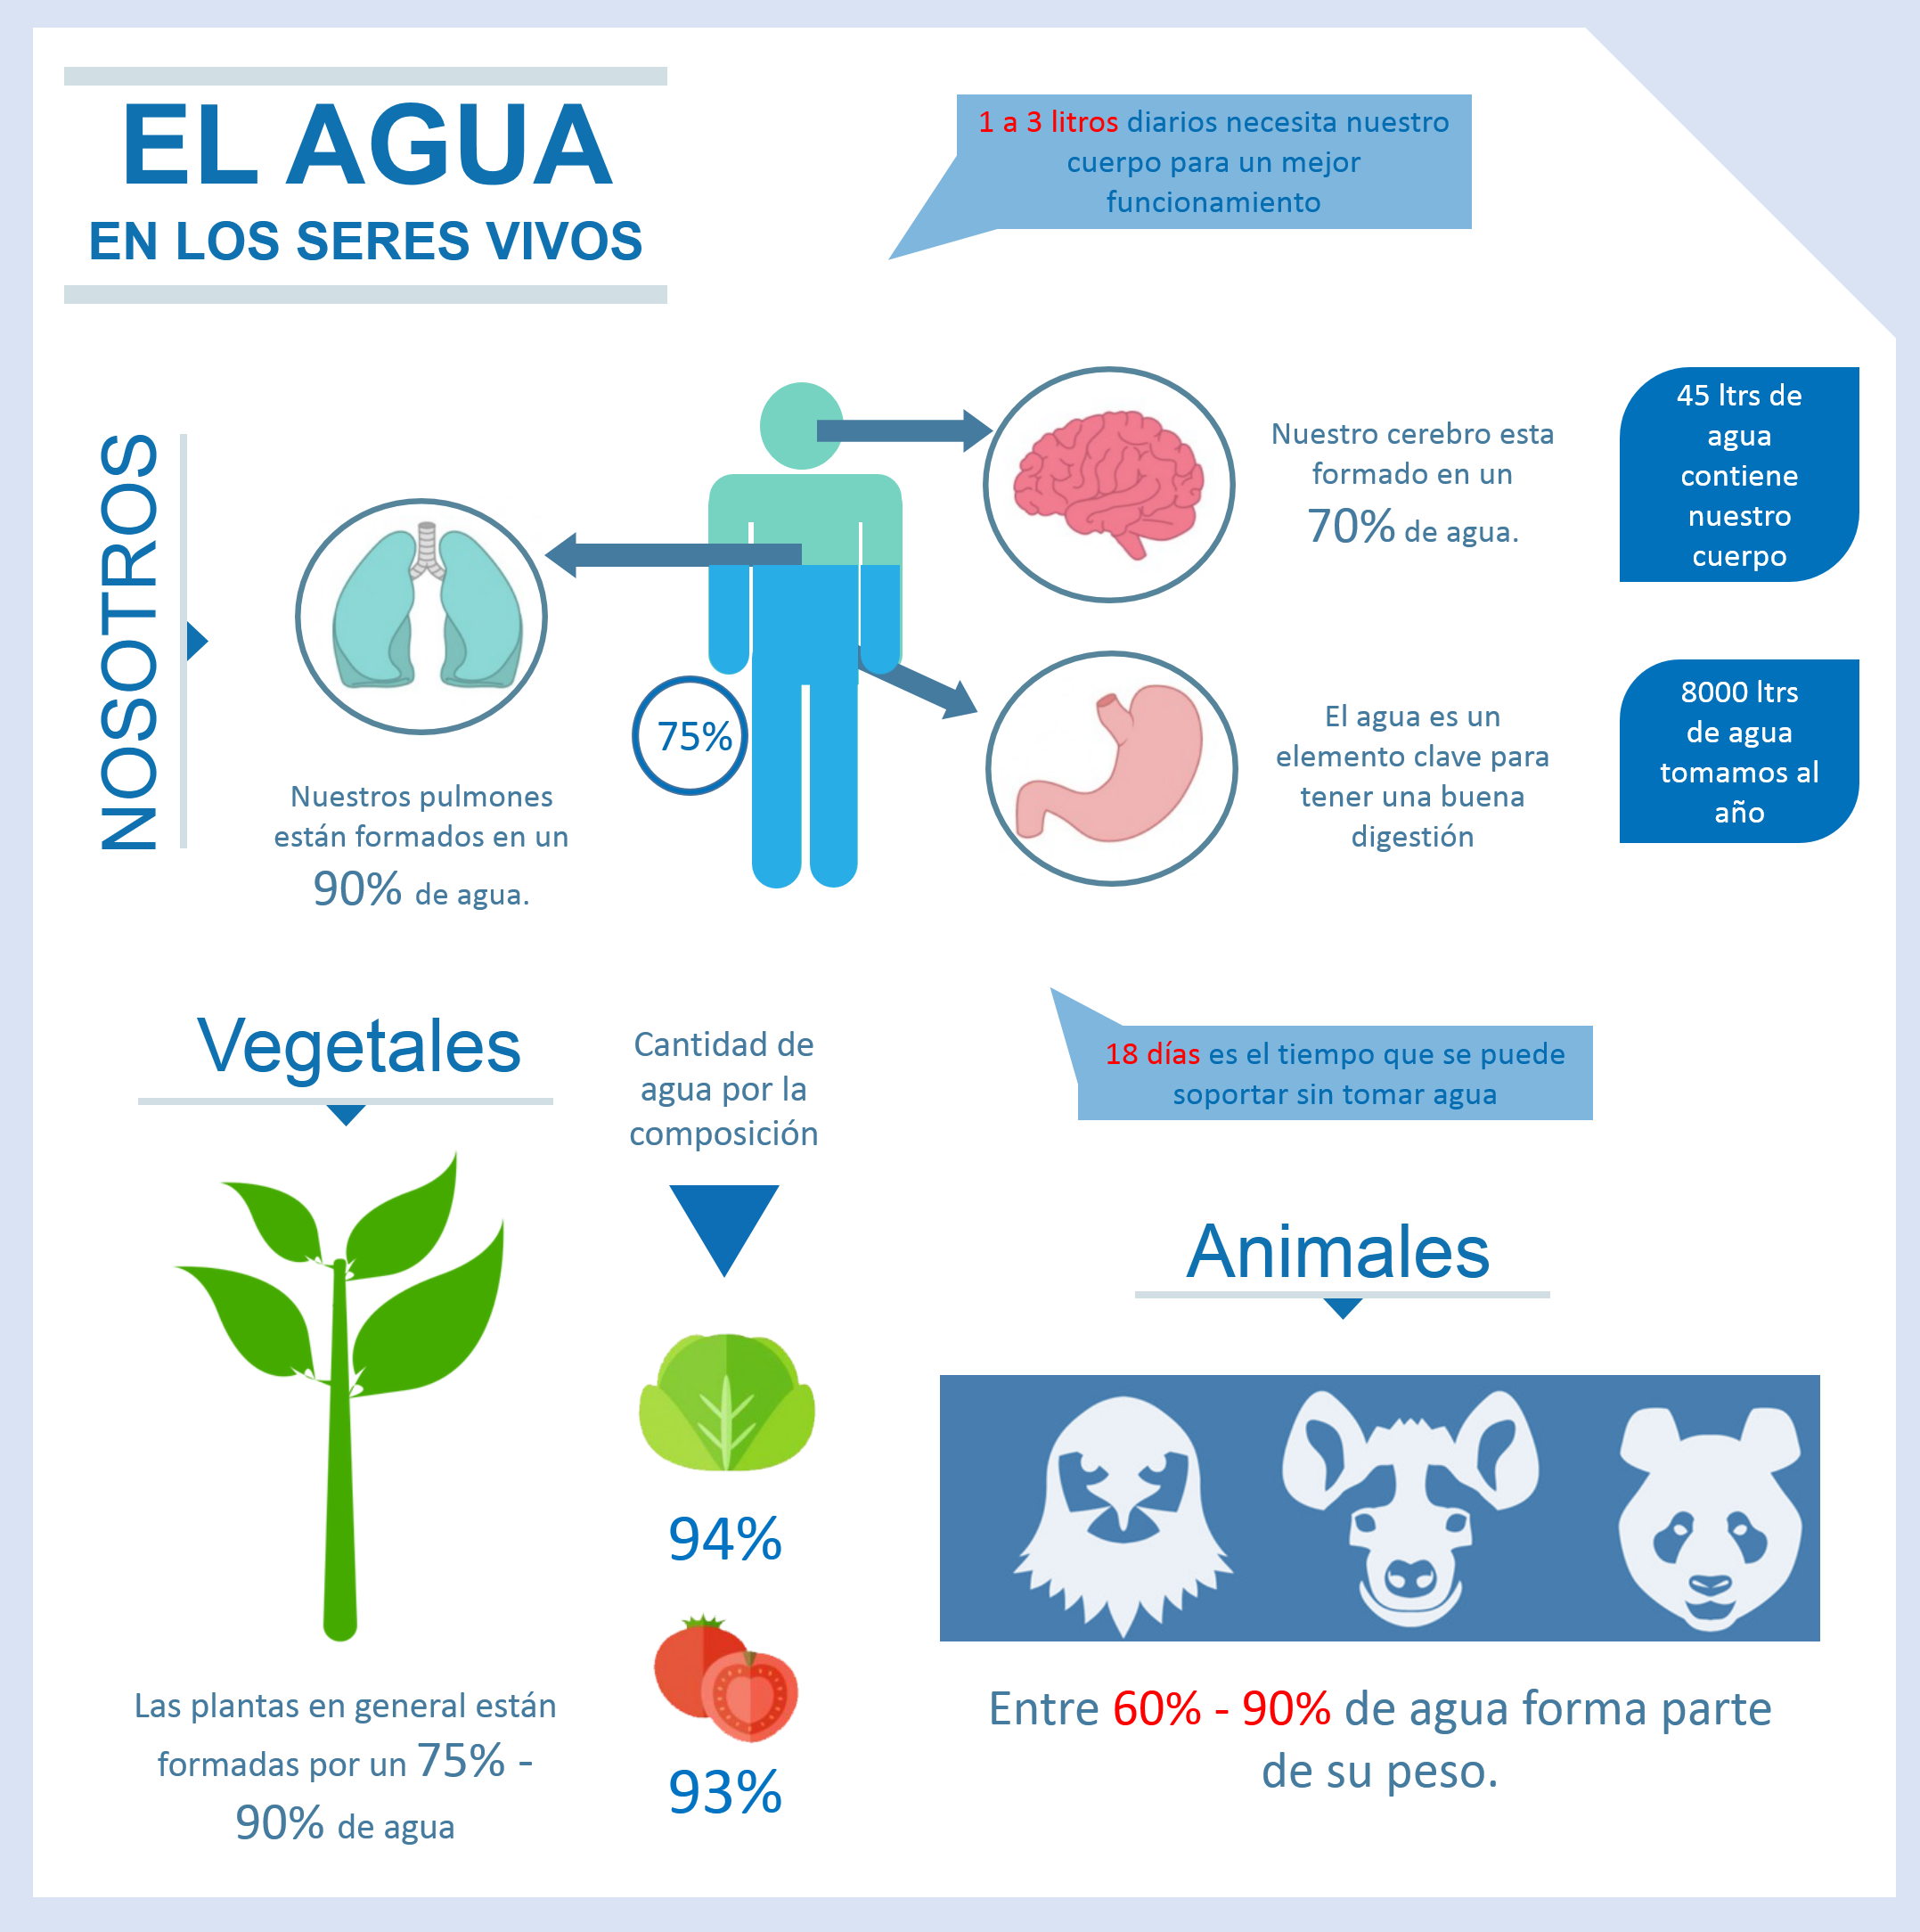 EL AGUA
EN LOS SERES VIVOS
1 a 3 litros diarios necesita nuestro
cuerpo para un mejor
funcionamiento
NOSOTROS
Nuestros pulmones
están formados en un
90% de agua.
75%
Nuestro cerebro esta
formado en un
70% de agua.
El agua es un
elemento clave para
tener una buena
digestión
45 ltrs de
agua
contiene
nuestro
cuerpo
8000 ltrs
de agua
tomamos al
año
Vegetales
Las plantas en general están
formadas por un 75% -
90% de agua
Cantidad de
agua por la
composición
94%
93%
18 días es el tiempo que se puede
soportar sin tomar agua
Animales
Entre 60% - 90% de agua forma parte
de su peso.